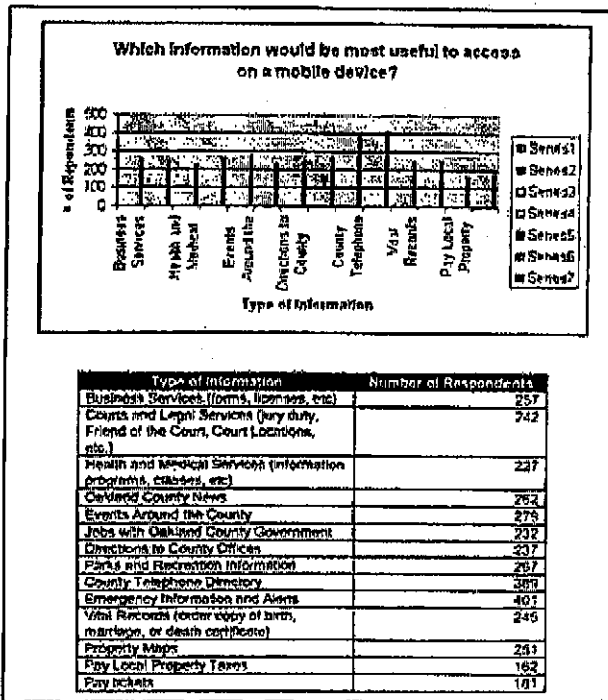 Which information would be most useful to access
on a mobile device?
# of Respondents
500
400
300
200
100
0
Business
Services
Health and
Medical
Events
Around the
Directions to
County
County
Telephone
Vital
Records
Pay Local
Property
Type of Information
Series1
Series2
Series3
Series4
Series5
Series6
Series7
Type of Information Number of Respondents
Business Services (forms, licenses, etc) 257
Courts and Legal Services (jury duty, 242
Friend of the Court, Court Locations,
etc.)
Health and Medical Services (information 227
programs, classes, etc)
Oakland County News 262
Events Around the County
Jobs with Oakland County Government 232
Directions to County Offices 237
Parks and Recreation Information 267
County Telephone Directory
Emergency Information and Alerts 401
Vital Records (order copy of birth,
marriage, or death certificate)
Property Maps
Pay Local Property Taxes 162
Pay tickets